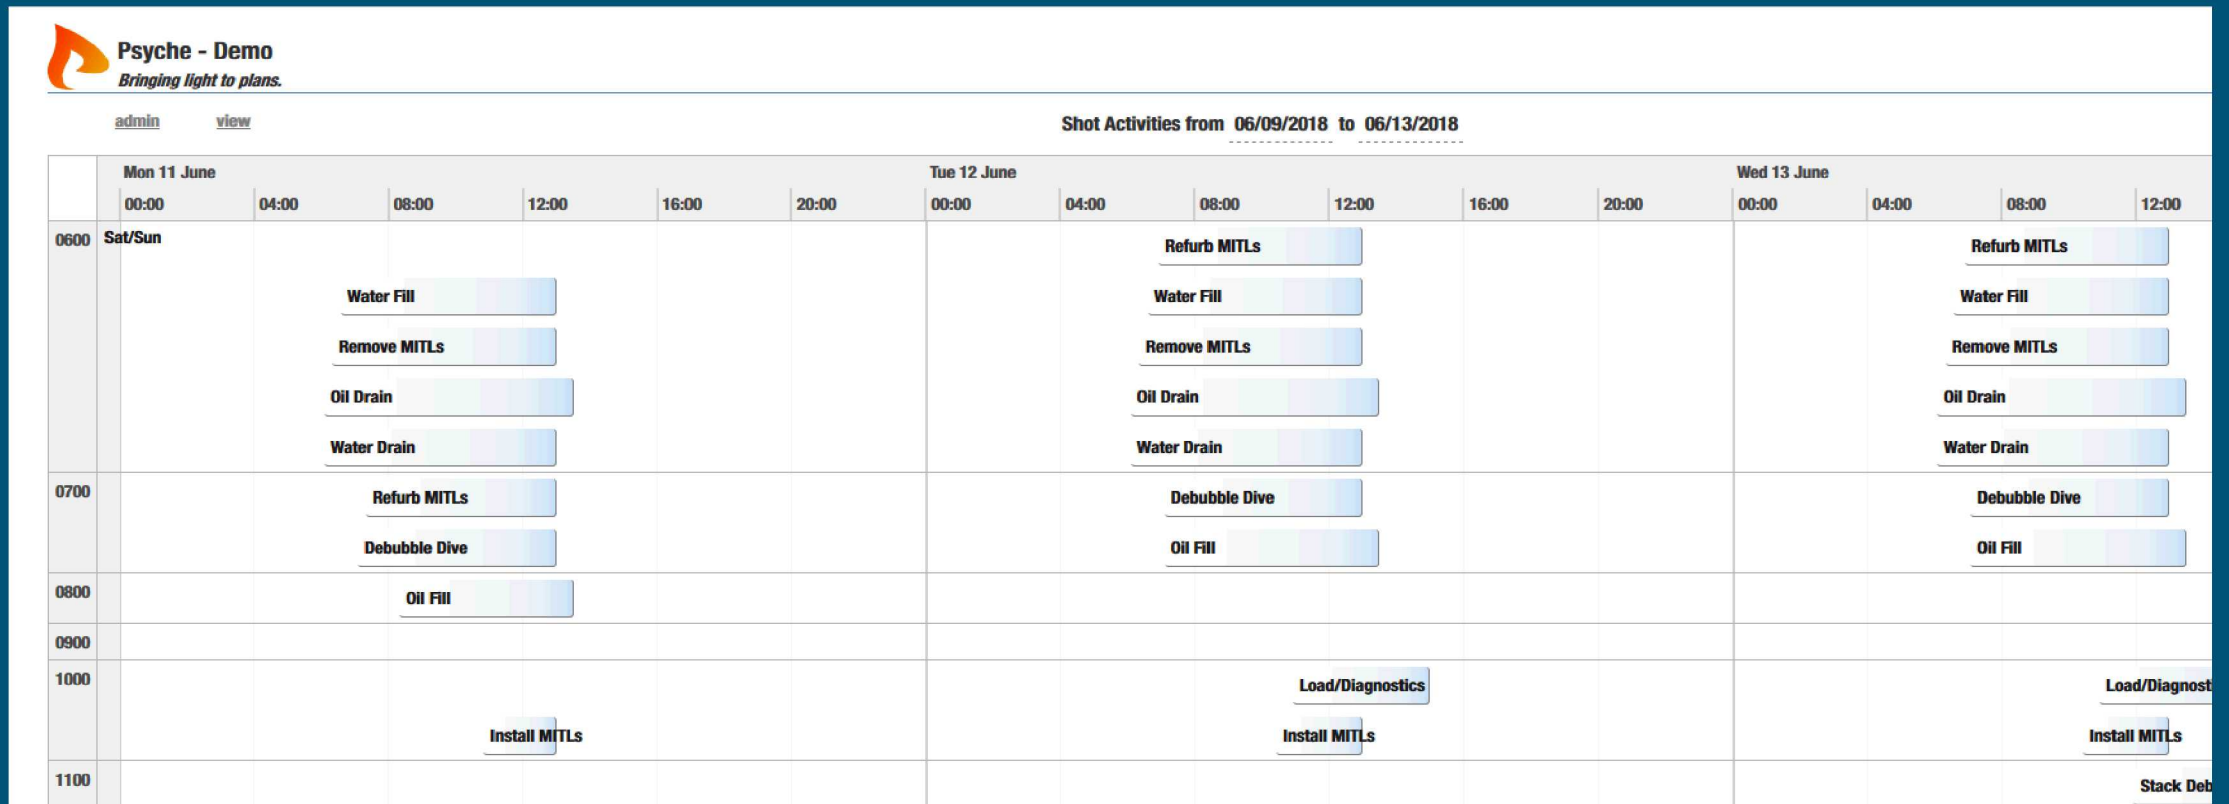 Psyche - Demo
Bringing light to plans.
admin view
Shot Activities from 06/09/2018 to 06/13/2018
Mon 11 June Tue 12 June Wed 13 June
00:00 04:00 08:00 12:00 16:00 20:00 00:00 04:00 08:00 12:00 16:00 20:00 00:00 04:00 08:00 12:00
0600 Sat/Sun
Refurb MITLs Refurb MITLs
Water Fill Water Fill Water Fill
Remove MITLs Remove MITLs Remove MITLs
Oil Drain Oil Drain Oil Drain
Water Drain Water Drain Water Drain
0700 Refurb MITLs Debubble Dive Debubble Dive
Debubble Dive Oil Fill Oil Fill
0800 Oil Fill
0900
1000 Load/Diagnostics Load/Diagnosti
Install MITLs Install MITLs Install MITLs
1100 Stack Deb